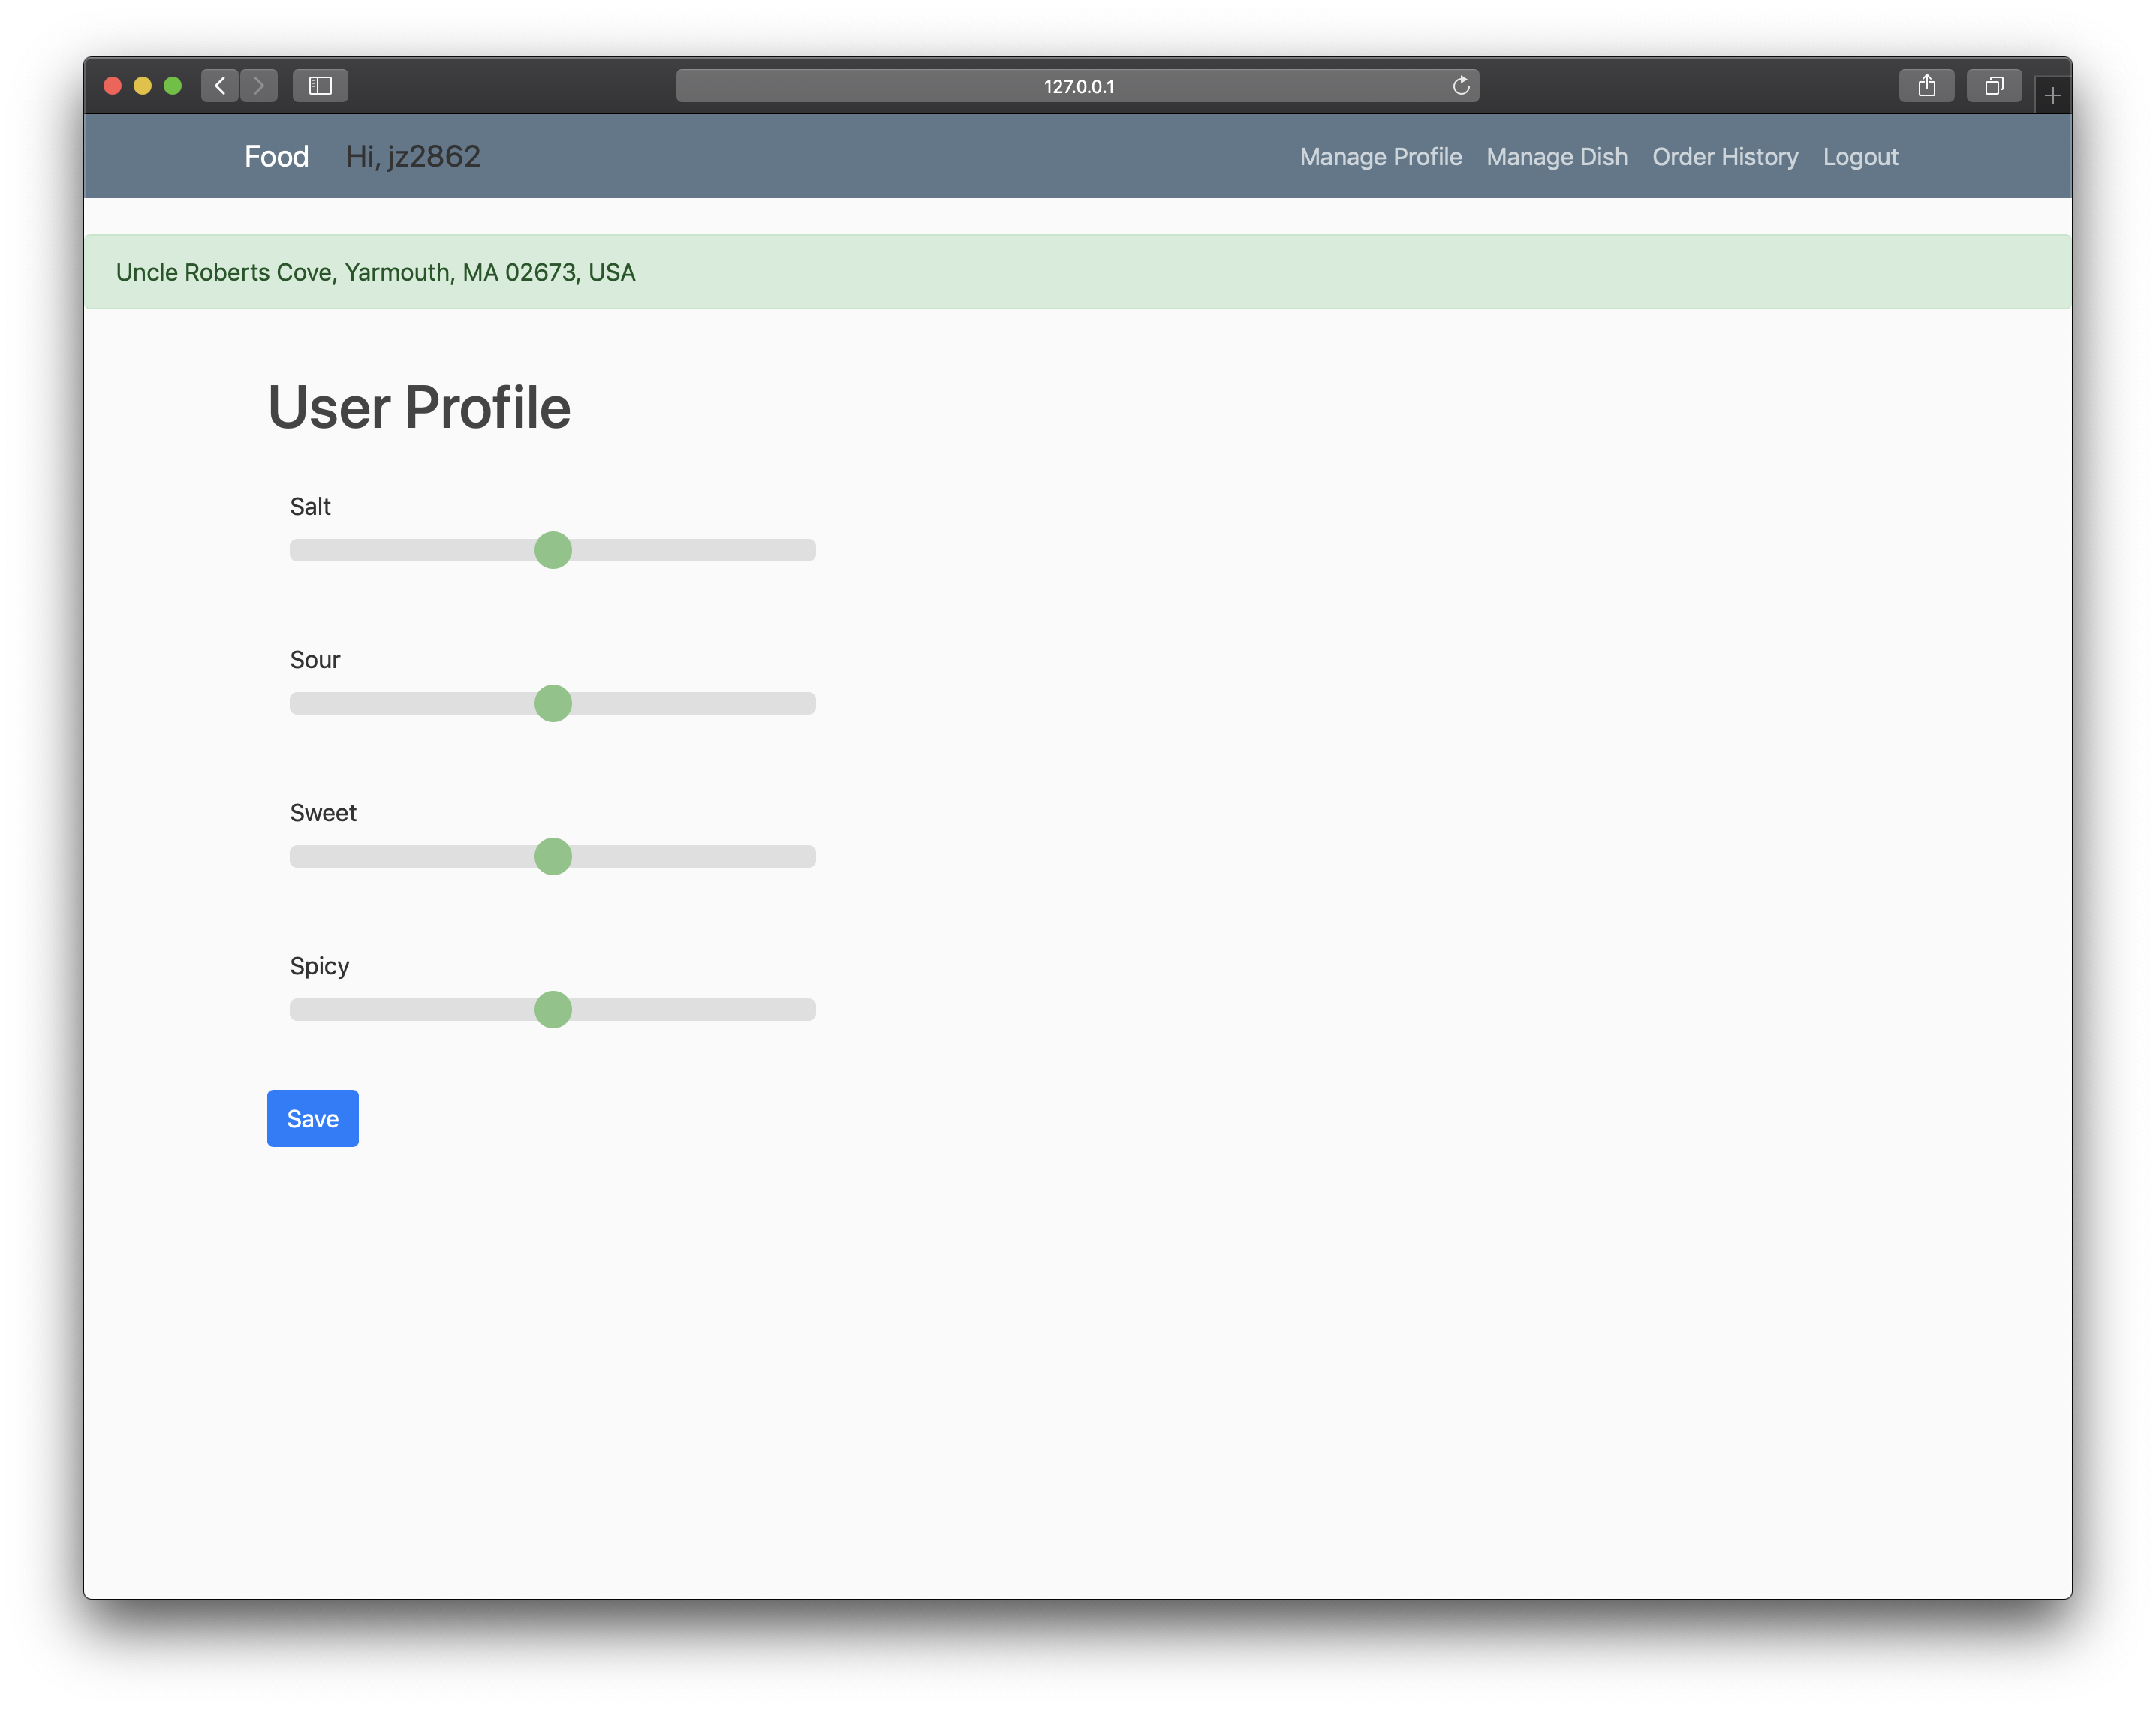 127.0.0.1
Food Hi, jz2862 Manage Profile Manage Dish Order History Logout
Uncle Roberts Cove, Yarmouth, MA 02673, USA
User Profile
Salt
Sour
Sweet
Spicy
Save